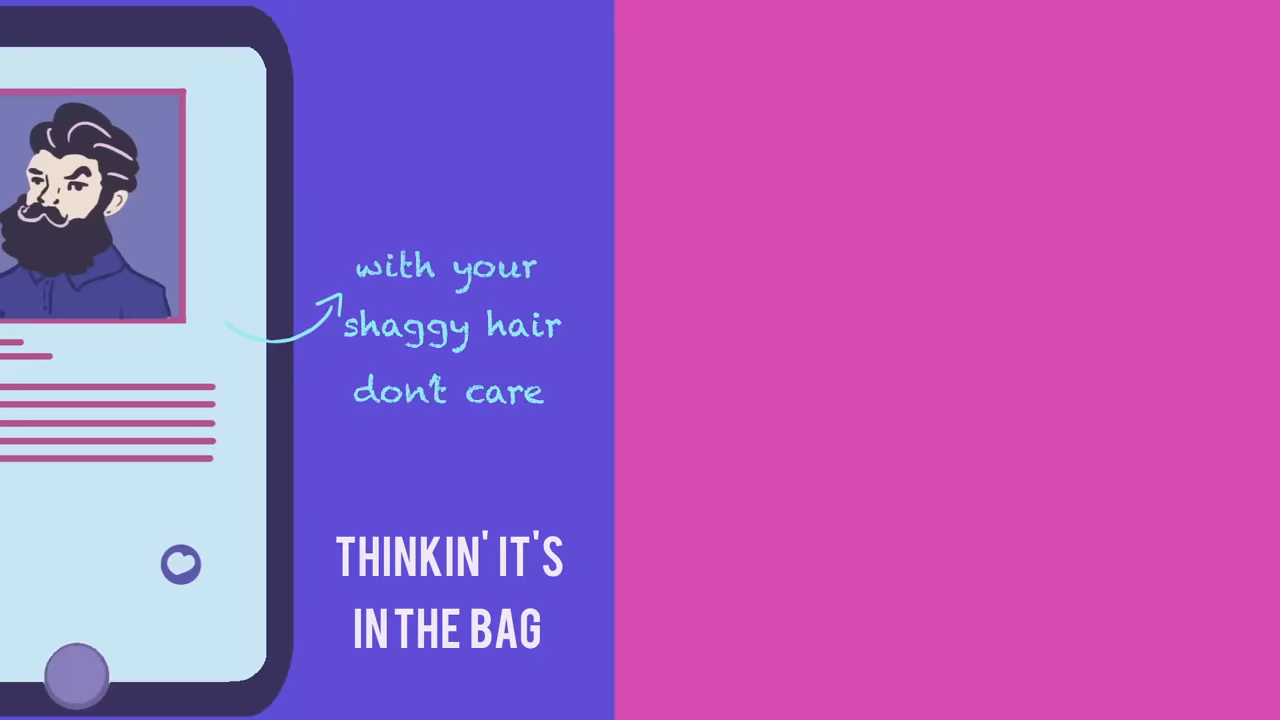 with your
shaggy hair
don't care
THINKIN' IT'S
IN THE BAG